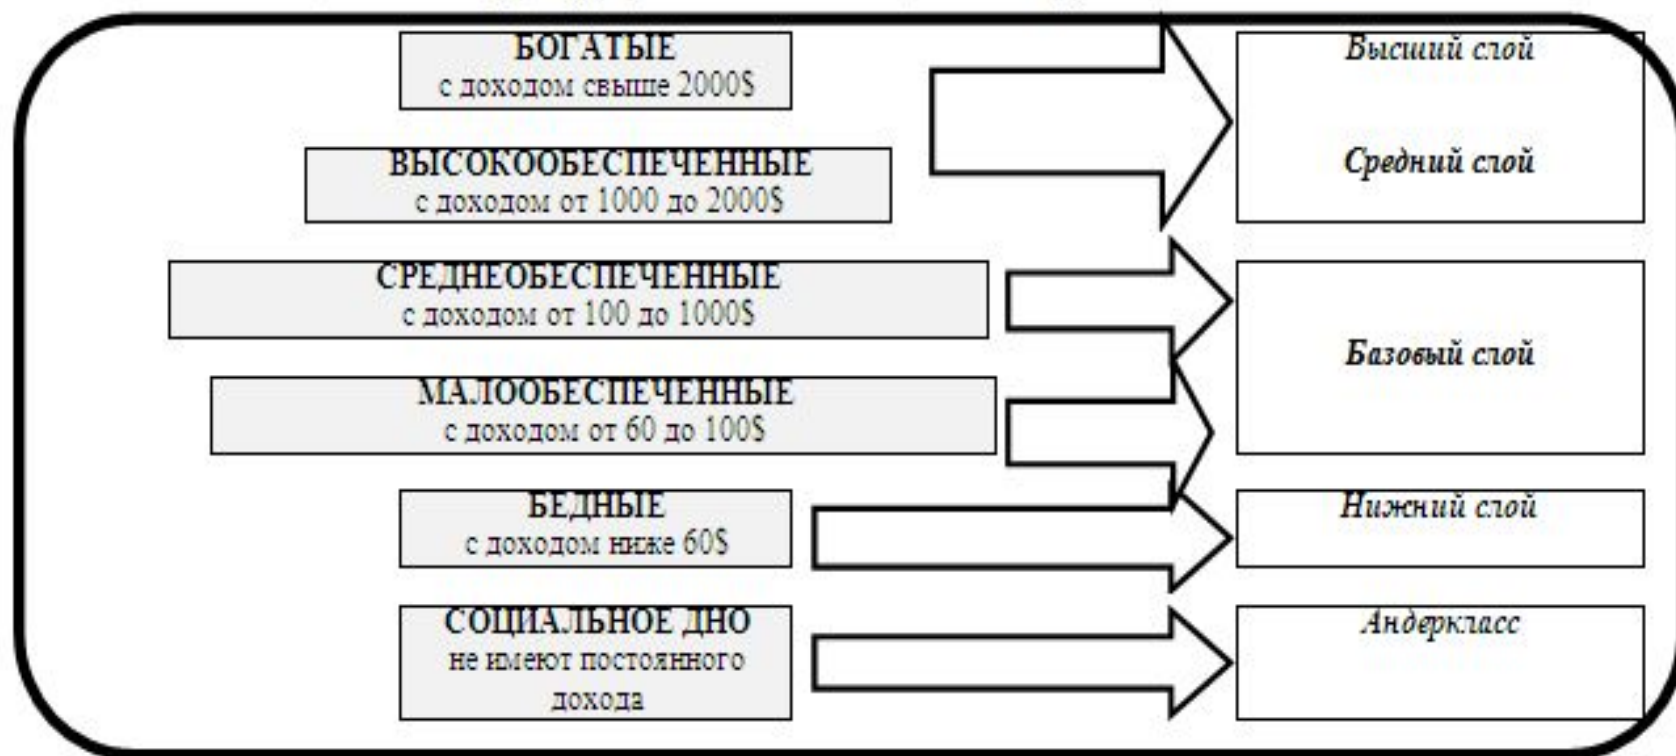 БОГАТЫЕ
с доходом свыше 2000$
Высший слой
ВЫСОКООБЕСПЕЧЕННЫЕ
с доходом от 1000 до 2000$
Средний слой
СРЕДНЕОБЕСПЕЧЕННЫЕ
с доходом от 100 до 1000$
МАЛООБЕСПЕЧЕННЫЕ
с доходом от 60 до 100$
Базовый слой
БЕДНЫЕ
с доходом ниже 60$
Нижний слой
СОЦИАЛЬНОЕ ДНО
не имеют постоянного
дохода
Андеркласс